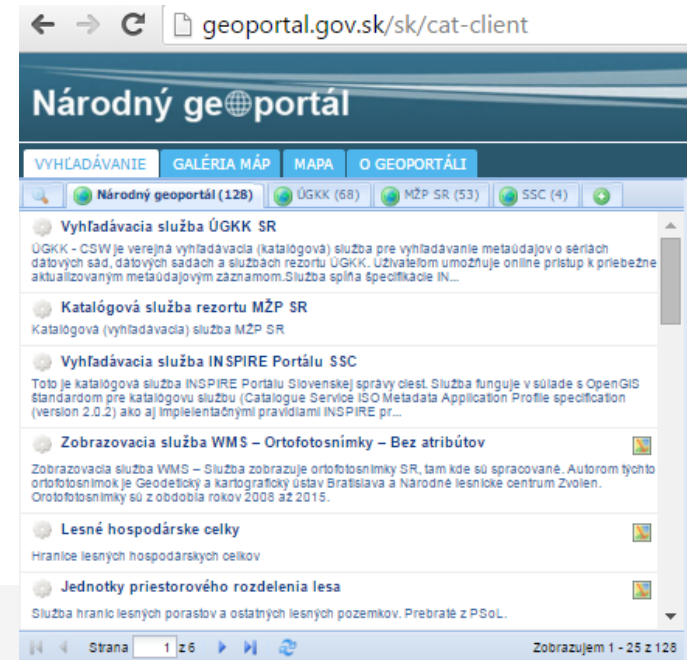 geoportal.gov.sk/sk/cat-client
Národný geoportál
VYHĽADÁVANIE GALÉRIA MÁP MAPA O GEOPORTÁLI
Národný geoportál (128) ÚGKK (68) MŽP SR (53) SSC (4)
Vyhľadávacia služba ÚGKK SR
ÚGKK - CSW je verejná vyhľadávacia (katalógová) služba pre vyhľadávanie metaúdajov o sériách
dátových sád, dátových sadách a službách rezortu ÚGKK. Užívateľom umožňuje online prístup k priebežne
aktualizovaným metaúdajovým záznamom.Služba spĺňa špecifikácie IN...
Katalógová služba rezortu MŽP SR
Katalógová (vyhľadávacia) služba MŽP SR
Vyhľadávacia služba INSPIRE Portálu SSC
Toto je katalógová služba INSPIRE Portálu Slovenskej správy ciest. Služba funguje v súlade s OpenGIS
štandardom pre katalógovu službu (Catalogue Service ISO Metadata Application Profile specification
(version 2.0.2) ako aj Implelentačnými pravidlami INSPIRE pr...
Zobrazovacia služba WMS – Ortofotosnímky – Bez atribútov
Zobrazovacia služba WMS – Služba zobrazuje ortofotosnímky SR, tam kde sú spracované. Autorom týchto
ortofotosnímok je Geodetický a kartografický ústav Bratislava a Národné lesnícke centrum Zvolen.
Orotofotosnímky sú z obdobia rokov 2008 až 2015.
Lesné hospodárske celky
Hranice lesných hospodárskych celkov
Jednotky priestorového rozdelenia lesa
Služba hraníc lesných porastov a ostatných lesných pozemkov. Prebraté z PSoL.
Strana 1 z 6 Zobrazujem 1 - 25 z 128